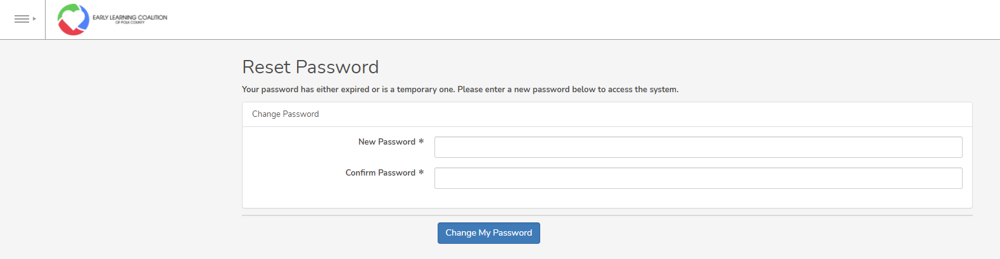 EARLY LEARNING COALITION
OF POLK COUNTY
Reset Password
Your password has either expired or is a temporary one. Please enter a new password below to access the system.
Change Password
New Password *
Confirm Password *
Change My Password